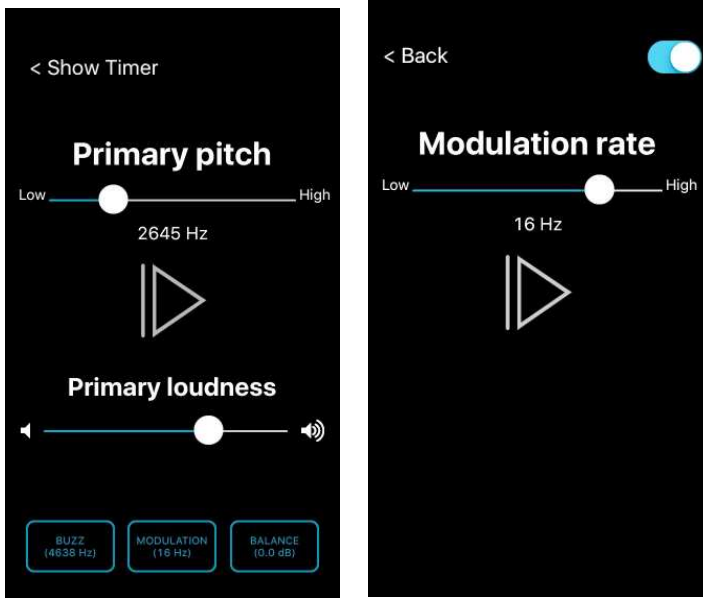 < Show Timer
Primary pitch
Low High
2645 Hz
Primary loudness
BUZZ
(4638 Hz)
MODULATION
(16 Hz)
BALANCE
(0.0 dB)
< Back
Modulation rate
Low High
16 Hz